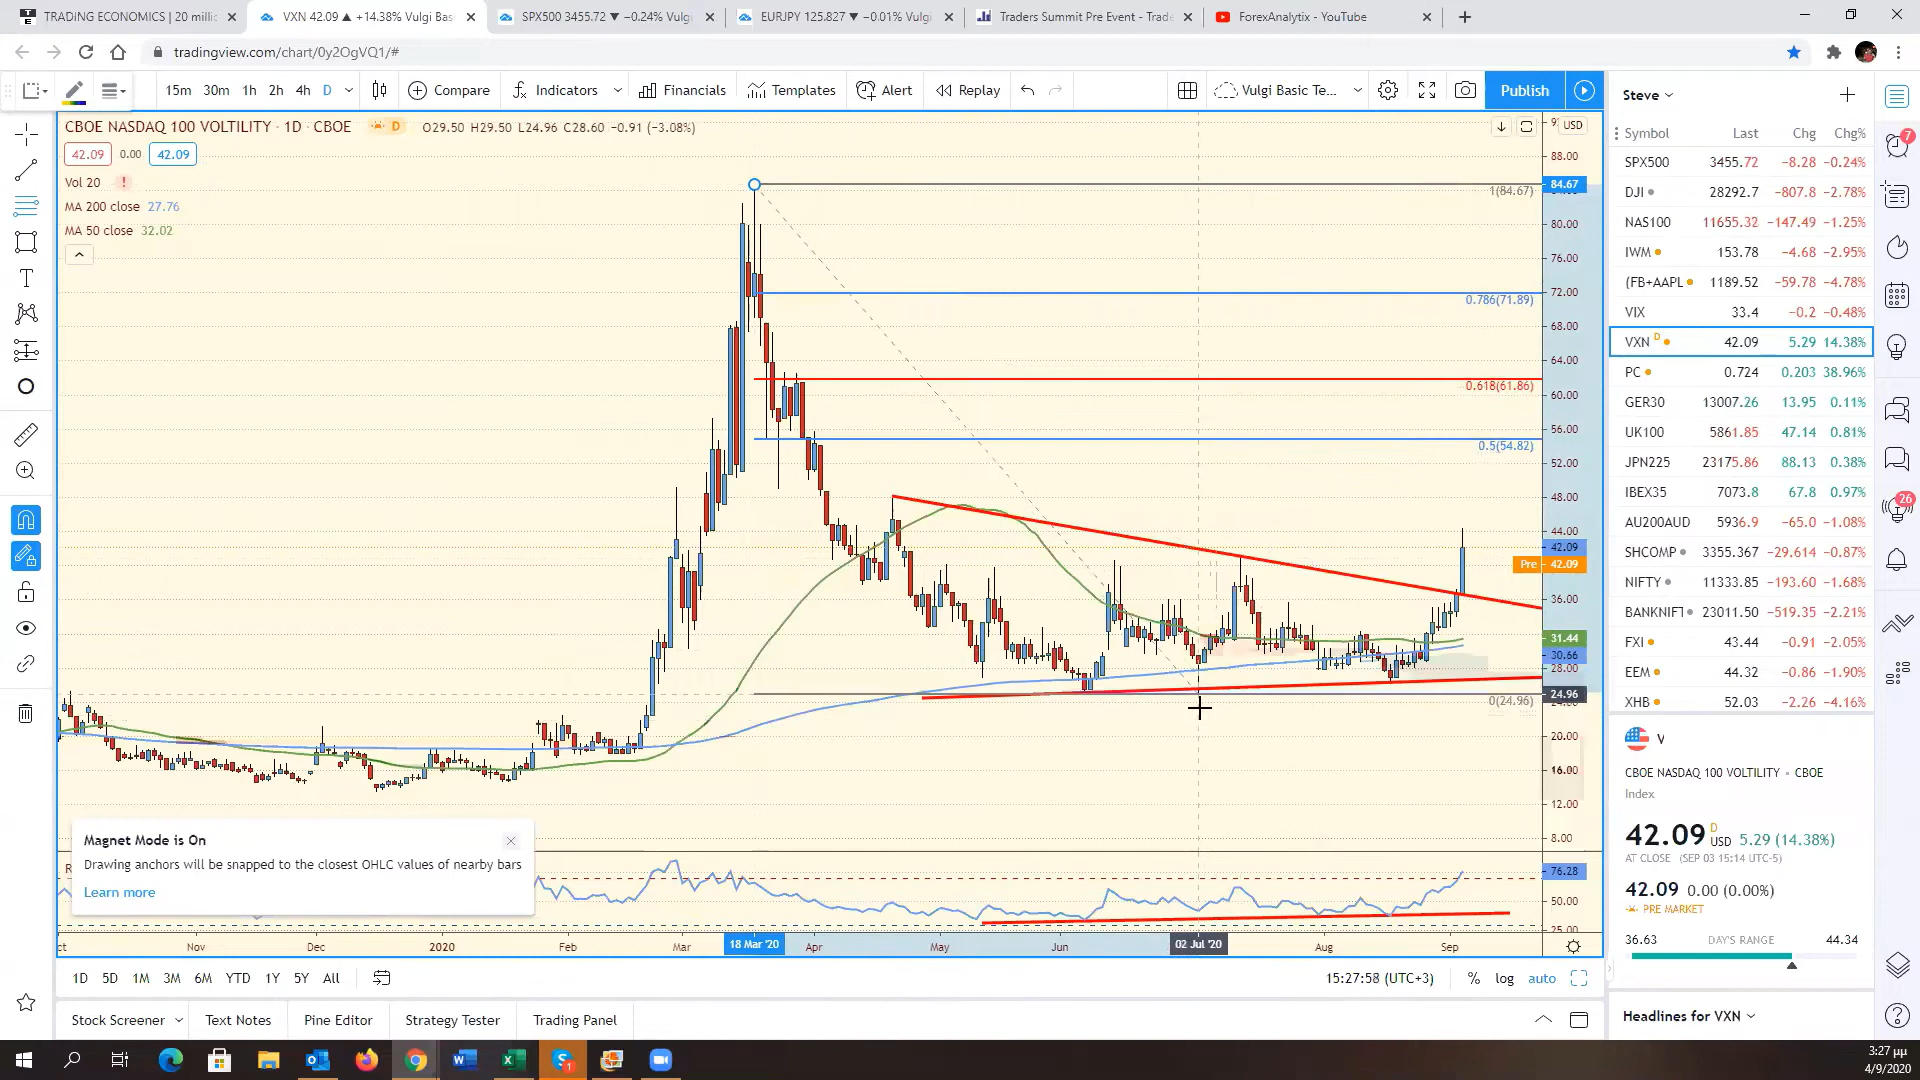 TRADING ECONOMICS | 20 milli
VXN 42.09 ▲ +14.38% Vulgi Bas
SPX500 3455.72 ▼ −0.24% Vulgi
EURJPY 125.827 ▼ −0.01% Vulgi
Traders Summit Pre Event - Trade
ForexAnalytix - YouTube
tradingview.com/chart/0y2OgVQ1/#
15m 30m 1h 2h 4h D
Compare
Indicators
Financials
Templates
Alert
Replay
Vulgi Basic Te...
Publish
CBOE NASDAQ 100 VOLTILITY · 1D · CBOE
D
O29.50 H29.50 L24.96 C28.60 −0.91 (−3.08%)
42.09 0.00 42.09
Vol 20 !
MA 200 close 27.76
MA 50 close 32.02
USD
88.00
84.67
80.00
76.00
72.00
68.00
64.00
60.00
56.00
52.00
48.00
44.00
42.09
Pre 42.09
36.00
31.44
30.66
28.00
24.96
20.00
16.00
12.00
8.00
76.28
50.00
25.00
1(84.67)
0.786(71.89)
0.618(61.86)
0.5(54.82)
0(24.96)
Magnet Mode is On
Drawing anchors will be snapped to the closest OHLC values of nearby bars
Learn more
ct Nov Dec 2020 Feb Mar 18 Mar '20 Apr May Jun 02 Jul '20 Aug Sep
1D 5D 1M 3M 6M YTD 1Y 5Y All
15:27:58 (UTC+3) % log auto
Stock Screener Text Notes Pine Editor Strategy Tester Trading Panel
Steve
Symbol Last Chg Chg%
SPX500 3455.72 −8.28 −0.24%
DJI 28292.7 −807.8 −2.78%
NAS100 11655.32 −147.49 −1.25%
IWM 153.78 −4.68 −2.95%
(FB+AAPL 1189.52 −59.78 −4.78%
VIX 33.4 −0.2 −0.48%
VXN D 42.09 5.29 14.38%
PC 0.724 0.203 38.96%
GER30 13007.26 13.95 0.11%
UK100 5861.85 47.14 0.81%
JPN225 23175.86 88.13 0.38%
IBEX35 7073.8 67.8 0.97%
AU200AUD 5936.9 −65.0 −1.08%
SHCOMP 3355.367 −29.614 −0.87%
NIFTY 11333.85 −193.60 −1.68%
BANKNIFT 23011.50 −519.35 −2.21%
FXI 43.44 −0.91 −2.05%
EEM 44.32 −0.86 −1.90%
XHB 52.03 −2.26 −4.16%
CBOE NASDAQ 100 VOLTILITY • CBOE
Index
42.09 D USD 5.29 (14.38%)
AT CLOSE (SEP 03 15:14 UTC-5)
42.09 0.00 (0.00%)
PRE MARKET
36.63 DAY'S RANGE 44.34
Headlines for VXN
7
26
3:27 μμ
4/9/2020